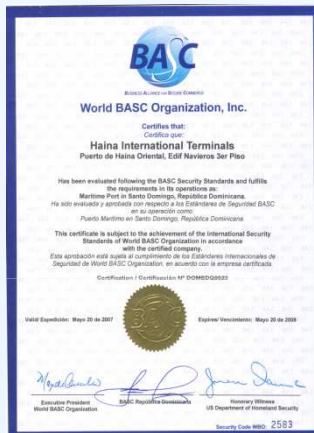 BASC
BUSINESS ALLIANCE FOR SECURE COMMERCE
World BASC Organization, Inc.
Certifies that:
Certifica que:
Haina International Terminals
Puerto de Haina Oriental, Edif Navieros 3er Piso
Has been evaluated following the BASC Security Standards and fulfills
the requirements in its operations as:
Maritime Port in Santo Domingo, República Dominicana.
Ha sido evaluada y aprobada con respecto a los Estándares de Seguridad BASC
en su operación como:
Puerto Marítimo en Santo Domingo, República Dominicana.
This certificate is subject to the achievement of the International Security
Standards of World BASC Organization in accordance
with the certified company.
Esta aprobación está sujeta al cumplimiento de los Estándares Internacionales de
Seguridad de World BASC Organization, en acuerdo con la empresa certificada.
Certification / Certificación Nº
Valid/ Expedición: Mayo 20 de 2007
Expires/ Vencimiento: Mayo 20 de
BASC
Executive President
World BASC Organization
BASC República Dominicana
Honorary Witness
US Department of Homeland Security
Security Code WBO: 2583